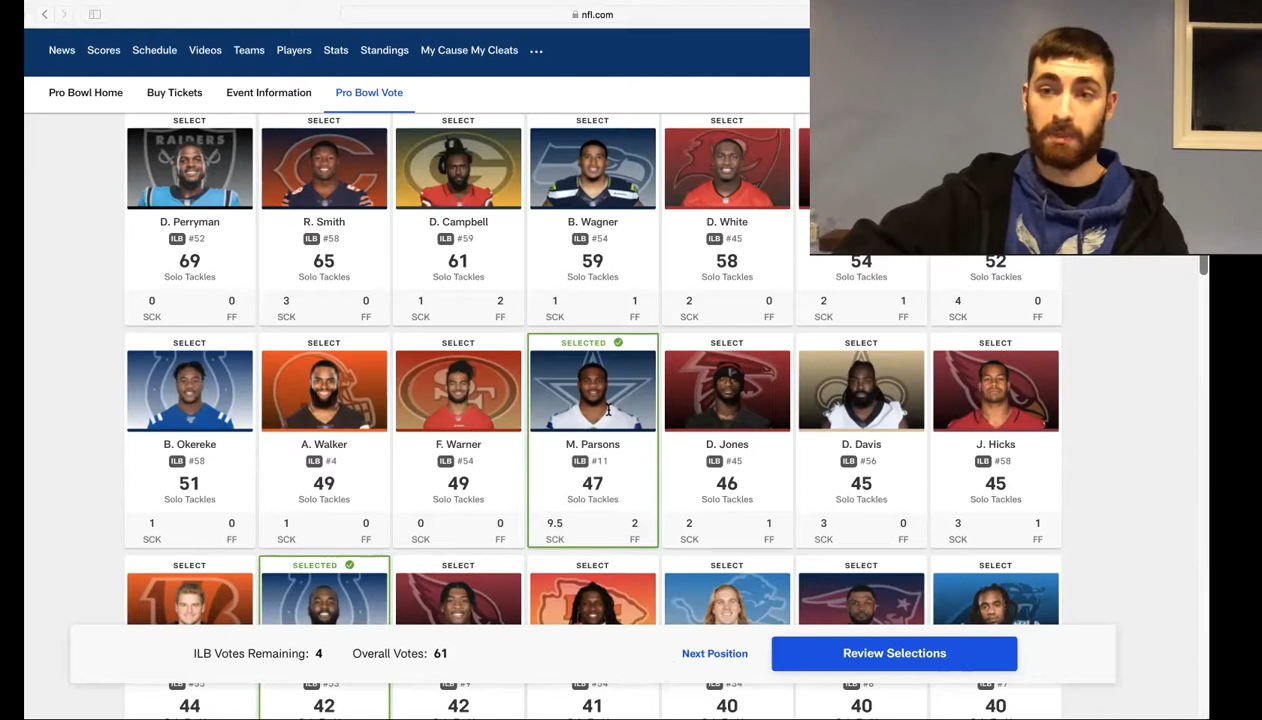 nfl.com
News Scores Schedule Videos Teams Players Stats Standings My Cause My Cleats ...
Pro Bowl Home Buy Tickets Event Information Pro Bowl Vote
SELECT SELECT SELECT SELECT SELECT
RAIDERS
D. Perryman R. Smith D. Campbell B. Wagner D. White
ILB #52 ILB #58 ILB #59 ILB #54 ILB #45
69 65 61 59 58 54 52
Solo Tackles Solo Tackles Solo Tackles Solo Tackles Solo Tackles Solo Tackles Solo Tackles
0 0 3 0 1 2 1 1 2 0 2 1 4 0
SCK FF SCK FF SCK FF SCK FF SCK FF SCK FF SCK FF
SELECT SELECT SELECT SELECTED SELECT SELECT SELECT
B. Okereke A. Walker F. Warner M. Parsons D. Jones D. Davis J. Hicks
ILB #58 ILB #4 ILB #54 ILB #11 ILB #45 ILB #56 ILB #58
51 49 49 47 46 45 45
Solo Tackles Solo Tackles Solo Tackles Solo Tackles Solo Tackles Solo Tackles Solo Tackles
1 0 1 0 0 0 9.5 2 2 1 3 0 3 1
SCK FF SCK FF SCK FF SCK FF SCK FF SCK FF SCK FF
SELECT SELECTED SELECT SELECT SELECT SELECT SELECT
ILB Votes Remaining: 4 Overall Votes: 61 Next Position Review Selections
44 42 42 41 40 40 40